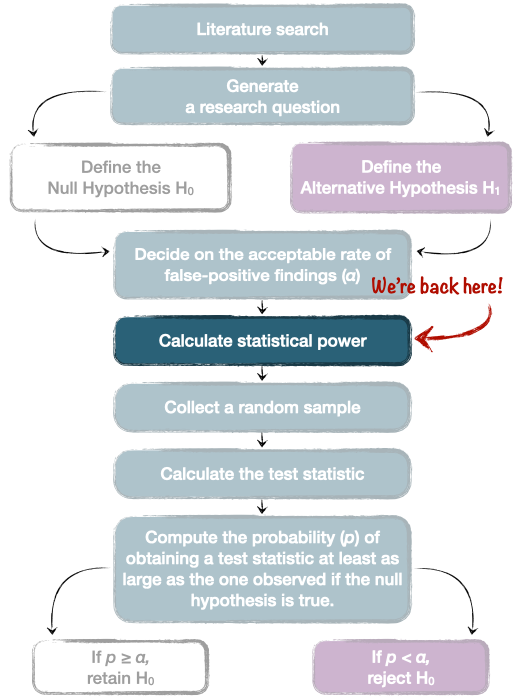 Literature search
Generate
a research question
Define the
Null Hypothesis H₀
Define the
Alternative Hypothesis H₁
Decide on the acceptable rate of
false-positive findings (α)
We're back here!
Calculate statistical power
Collect a random sample
Calculate the test statistic
Compute the probability (p) of
obtaining a test statistic at least as
large as the one observed if the null
hypothesis is true.
If p ≥ α,
retain H₀
If p < α,
reject H₀